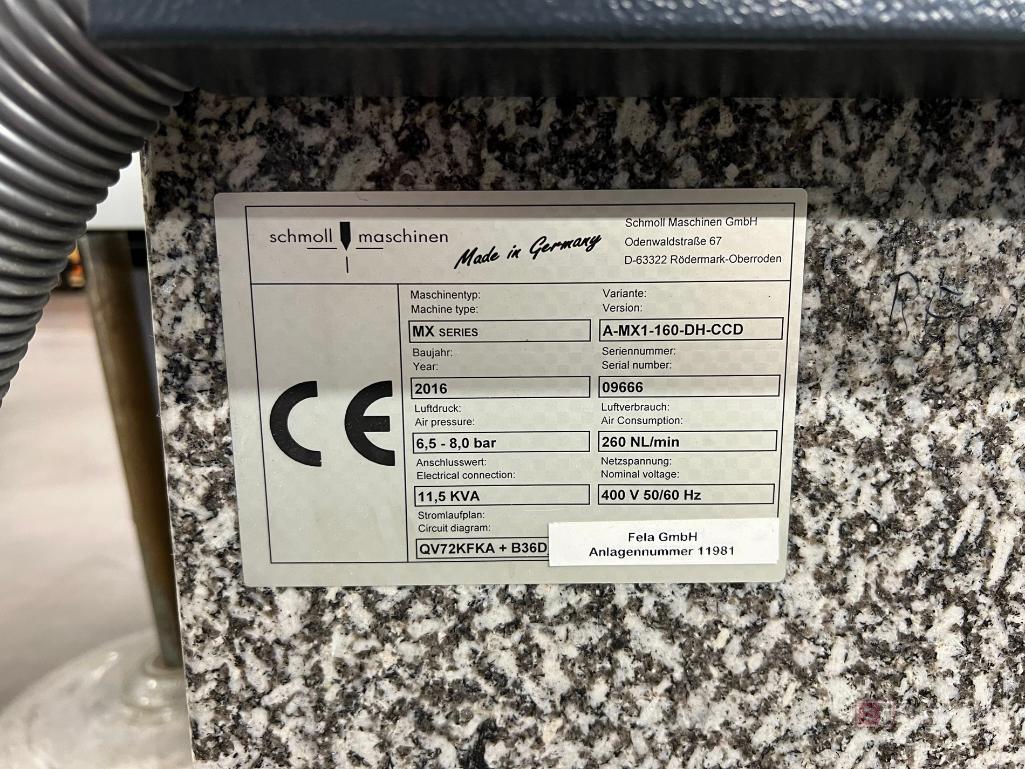 schmoll maschinen
Made in Germany
Schmoll Maschinen GmbH
Odenwaldstraße 67
D-63322 Rödermark-Oberroden
Maschinentyp:
Machine type:
MX SERIES
Variante:
Version:
A-MX1-160-DH-CCD
Baujahr:
Year:
2016
Seriennummer:
Serial number:
09666
Luftdruck:
Air pressure:
6,5 - 8,0 bar
Luftverbrauch:
Air Consumption:
260 NL/min
Anschlusswert:
Electrical connection:
11,5 KVA
Netzspannung:
Nominal voltage:
400 V 50/60 Hz
Stromlaufplan:
Circuit diagram:
QV72KFKA + B36D
Fela GmbH
Anlagennummer 11981
CE